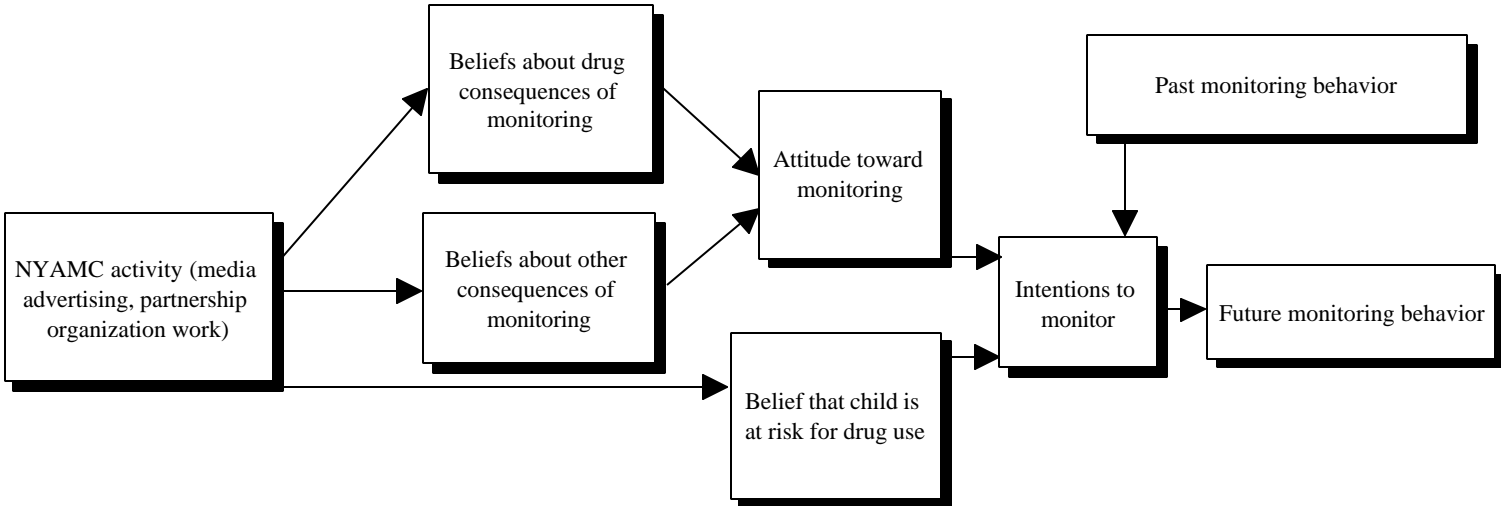 Beliefs about drug
consequences of
monitoring
Past monitoring behavior
Attitude toward
monitoring
NYAMC activity (media
advertising, partnership
organization work)
Beliefs about other
consequences of
monitoring
Intentions to
monitor
Future monitoring behavior
Belief that child is
at risk for drug use